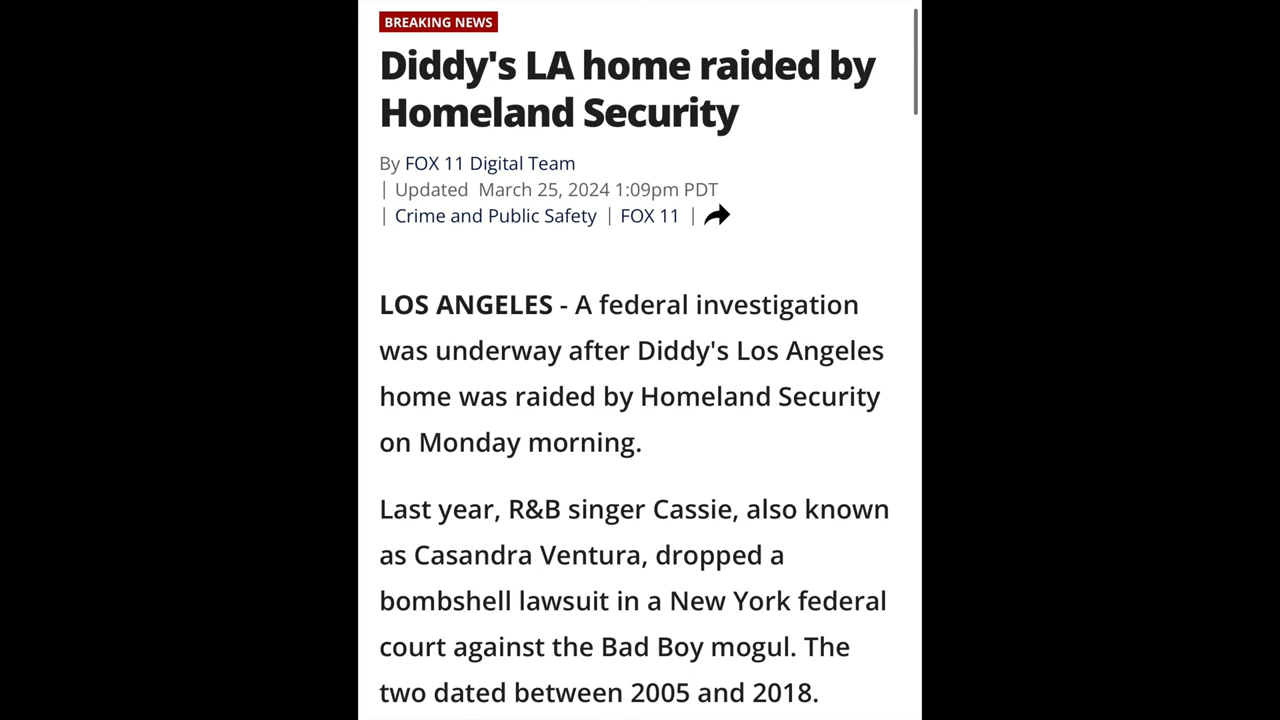 BREAKING NEWS
Diddy's LA home raided by
Homeland Security
By FOX 11 Digital Team
| Updated March 25, 2024 1:09pm PDT
| Crime and Public Safety | FOX 11 |
LOS ANGELES - A federal investigation
was underway after Diddy's Los Angeles
home was raided by Homeland Security
on Monday morning.
Last year, R&B singer Cassie, also known
as Casandra Ventura, dropped a
bombshell lawsuit in a New York federal
court against the Bad Boy mogul. The
two dated between 2005 and 2018.